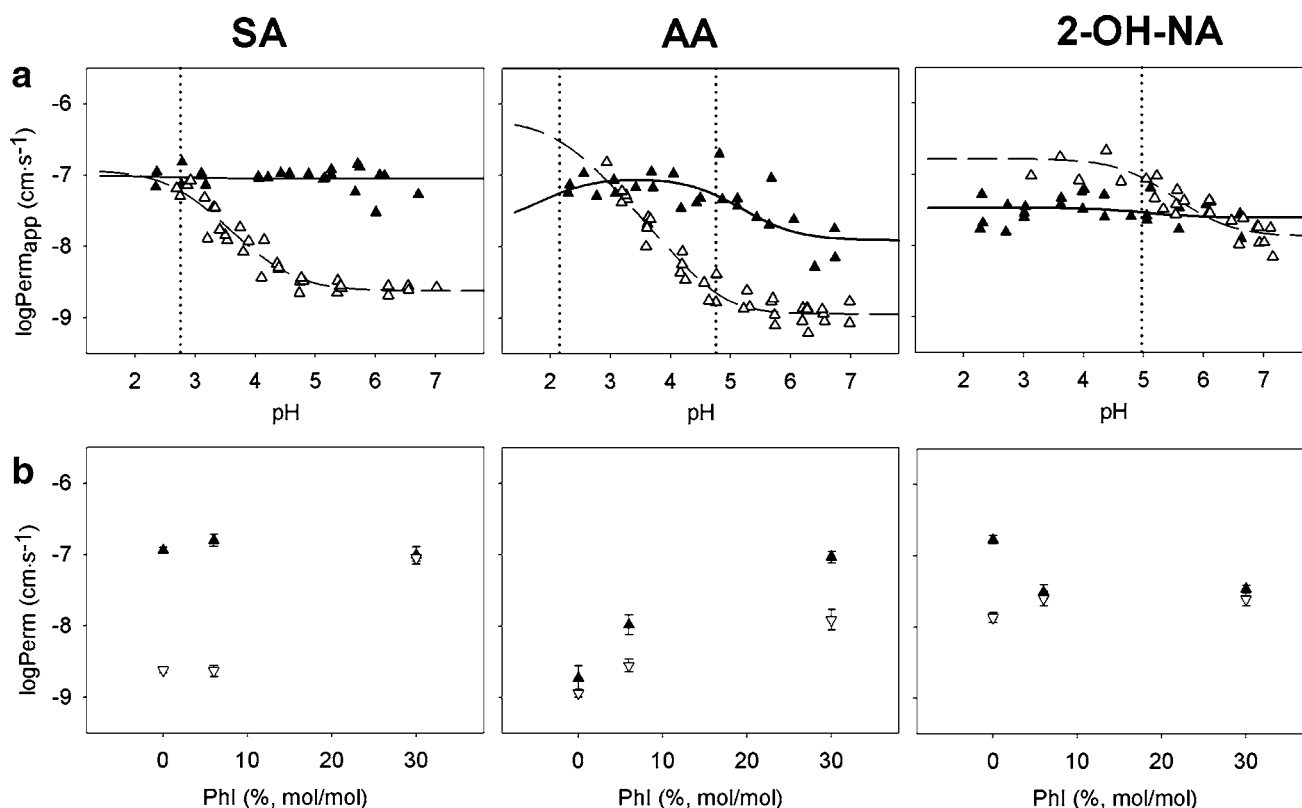 SA AA 2-OH-NA
a
logPermapp (cm·s-1)
-6
-7
-8
-9
2 3 4 5 6 7
2 3 4 5 6 7
2 3 4 5 6 7
pH pH pH
b
logPerm (cm·s-1)
-6
-7
-8
-9
0 10 20 30
0 10 20 30
0 10 20 30
PhI (%, mol/mol) PhI (%, mol/mol) PhI (%, mol/mol)